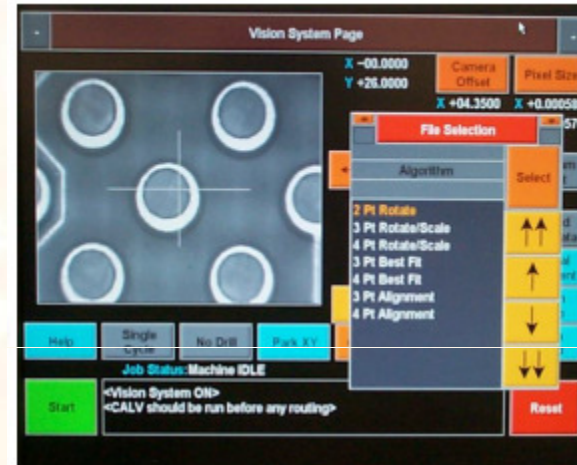 Vision System Page
X -00.0000
Y +26.0000
Camera Offset
Pixel Size
X +04.3500
X +0.00058
57
File Selection
Algorithm
Select
2 Pt Rotate
3 Pt Rotate/Scale
4 Pt Rotate/Scale
3 Pt Best Fit
4 Pt Best Fit
3 Pt Alignment
4 Pt Alignment
Help
Single Cycle
No Drill
Park XY
Job Status:Machine IDLE
Start
<Vision System ON>
<CALV should be run before any routing>
Reset